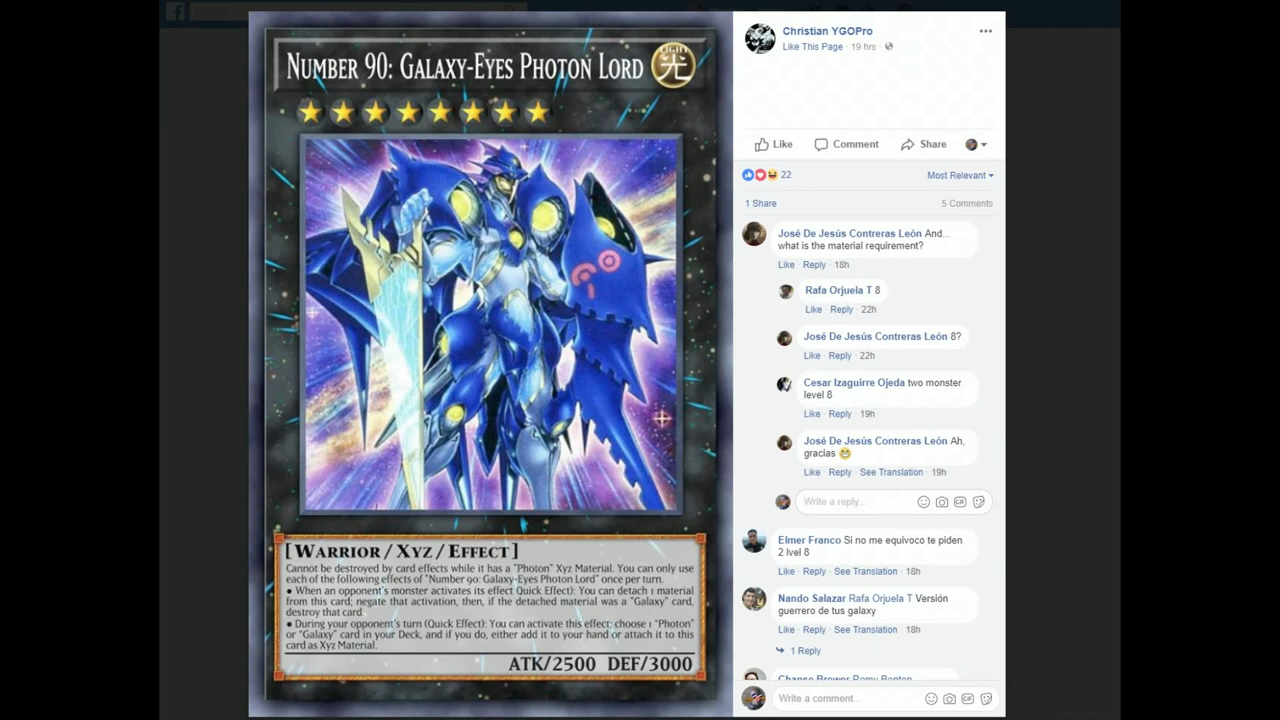 NUMBER 90: GALAXY-EYES PHOTON LORD
LIGHT
光
90
[WARRIOR/XYZ/EFFECT]
Cannot be destroyed by card effects while it has a "Photon" Xyz Material. You can only use
each of the following effects of "Number 90: Galaxy-Eyes Photon Lord" once per turn.
● When an opponent's monster activates its effect Quick Effect): You can detach 1 material
from this card; negate that activation, then, if the detached material was a "Galaxy" card,
destroy that card.
● During your opponent's turn (Quick Effect): You can activate this effect; choose 1 "Photon"
or "Galaxy" card in your Deck, and if you do, either add it to your hand or attach it to this
card as Xyz Material.
ATK/2500 DEF/3000
Christian YGOPro
Like This Page · 19 hrs ·
Like Comment Share
22
Most Relevant
1 Share
5 Comments
José De Jesús Contreras León And...
what is the material requirement?
Like · Reply · 18h
Rafa Orjuela T 8
Like · Reply · 22h
José De Jesús Contreras León 8?
Like · Reply · 22h
Cesar Izaguirre Ojeda two monster
level 8
Like · Reply · 19h
José De Jesús Contreras León Ah,
gracias
Like · Reply · See Translation · 19h
Write a reply...
GIF
Elmer Franco Si no me equivoco te piden
2 lvel 8
Like · Reply · See Translation · 18h
Nando Salazar Rafa Orjuela T Versión
guerrero de tus galaxy
Like · Reply · See Translation · 18h
1 Reply
Chanse Brewer Remy Benton
Write a comment...
GIF